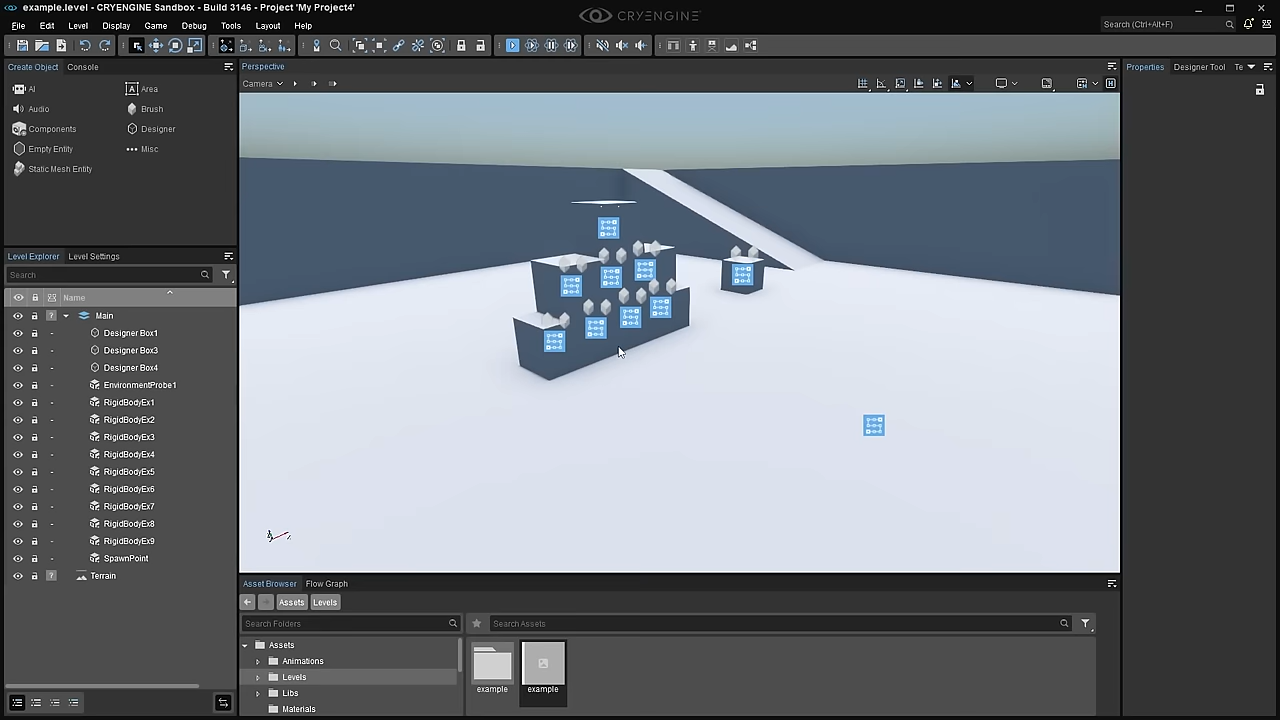 example.level - CRYENGINE Sandbox - Build 3146 - Project 'My Project4'
CRYENGINE
File Edit Level Display Game Debug Tools Layout Help
Search (Ctrl+Alt+F)
Create Object Console
AI Area
Audio Brush
Components Designer
Empty Entity Misc
Static Mesh Entity
Perspective
Camera
Properties Designer Tool Te
Level Explorer Level Settings
Search
Name
Main
Designer Box1
Designer Box3
Designer Box4
EnvironmentProbe1
RigidBodyEx1
RigidBodyEx2
RigidBodyEx3
RigidBodyEx4
RigidBodyEx5
RigidBodyEx6
RigidBodyEx7
RigidBodyEx8
RigidBodyEx9
SpawnPoint
Terrain
Asset Browser Flow Graph
Assets Levels
Search Folders
Search Assets
Assets
Animations
Levels
Libs
Materials
example example